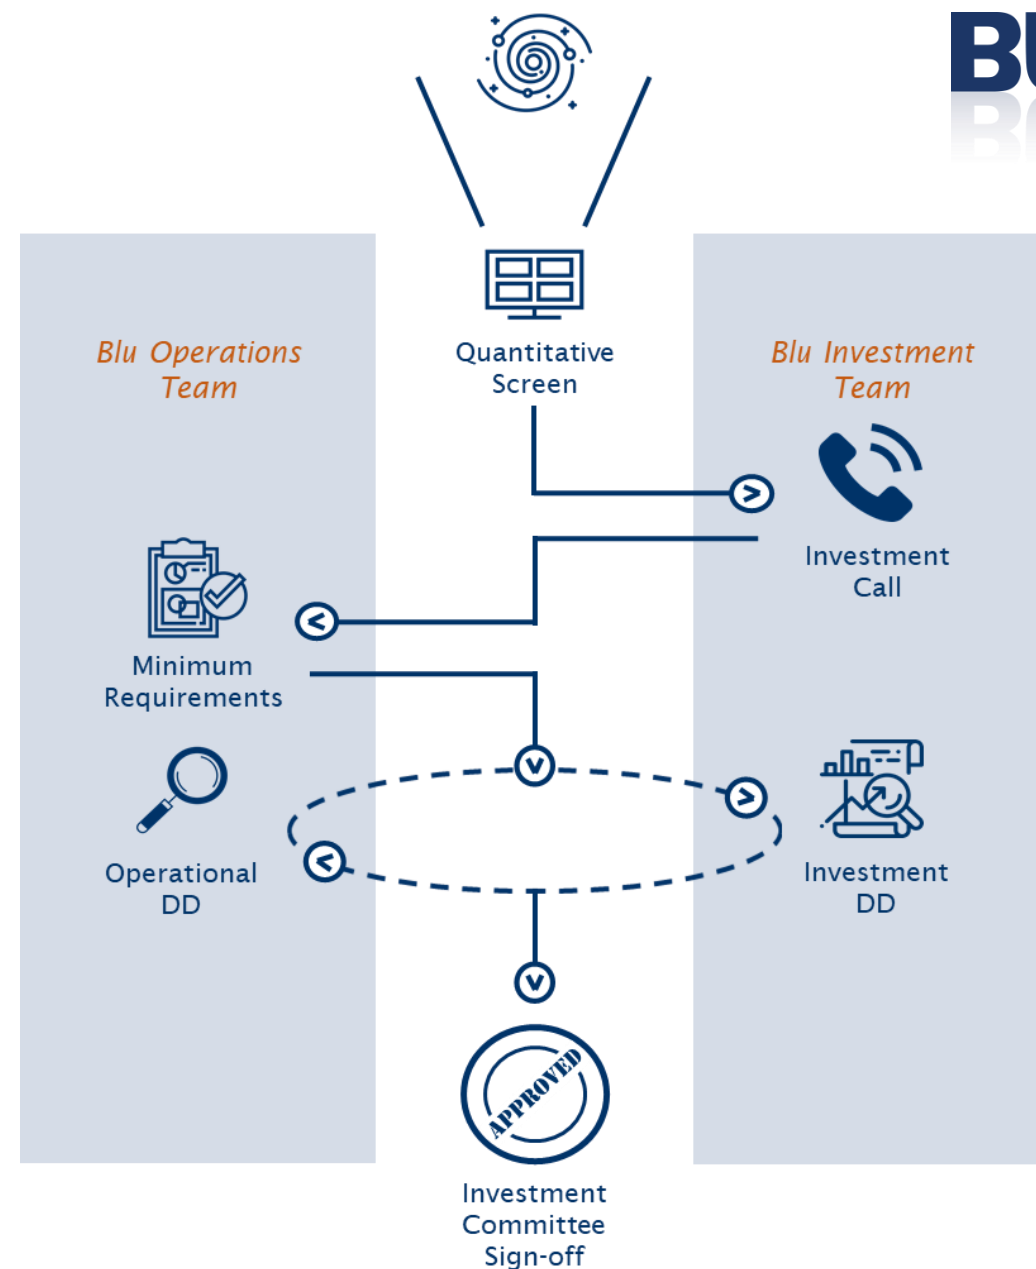 BU
Blu Operations
Team
Quantitative
Screen
Blu Investment
Team
Investment
Call
Minimum
Requirements
Operational
DD
Investment
DD
APPROVED
Investment
Committee
Sign-off